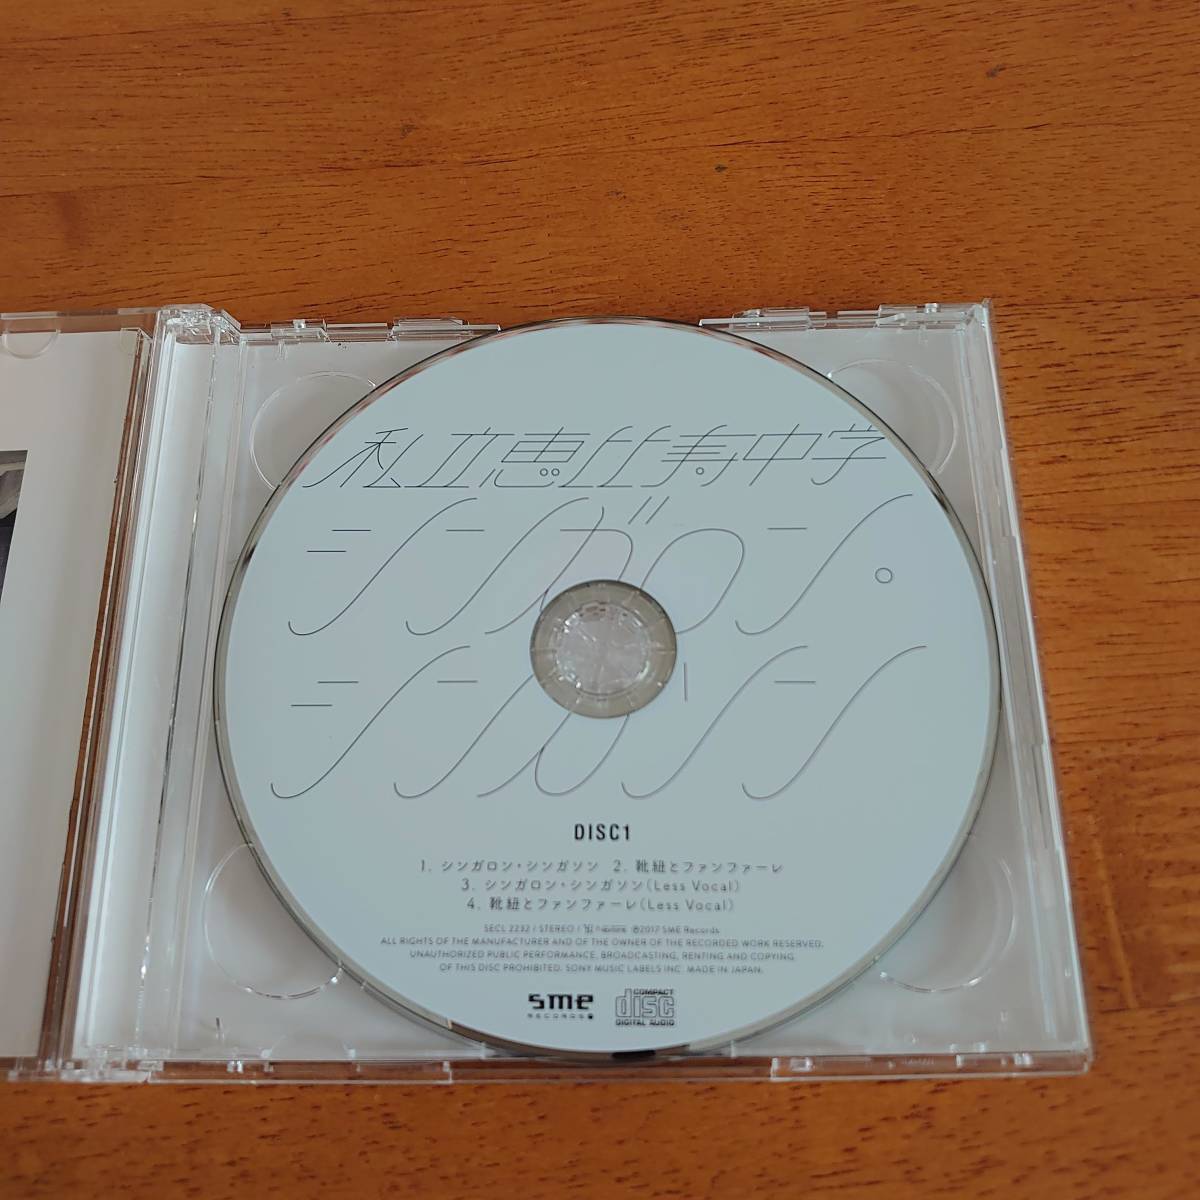 私立恵比寿中学
シンガロン・
シンガソン
DISC1
1. シンガロン・シンガソン 2. 靴紐とファンファーレ
3. シンガロン・シンガソン(Less Vocal)
4. 靴紐とファンファーレ(Less Vocal)
SECL 2232 / STEREO / ℗2017 SME Records
ALL RIGHTS OF THE MANUFACTURER AND OF THE OWNER OF THE RECORDED WORK RESERVED.
UNAUTHORIZED PUBLIC PERFORMANCE, BROADCASTING, RENTING AND COPYING
OF THIS DISC PROHIBITED. SONY MUSIC LABELS INC. MADE IN JAPAN.
sme
RECORDS
COMPACT
disc
DIGITAL AUDIO